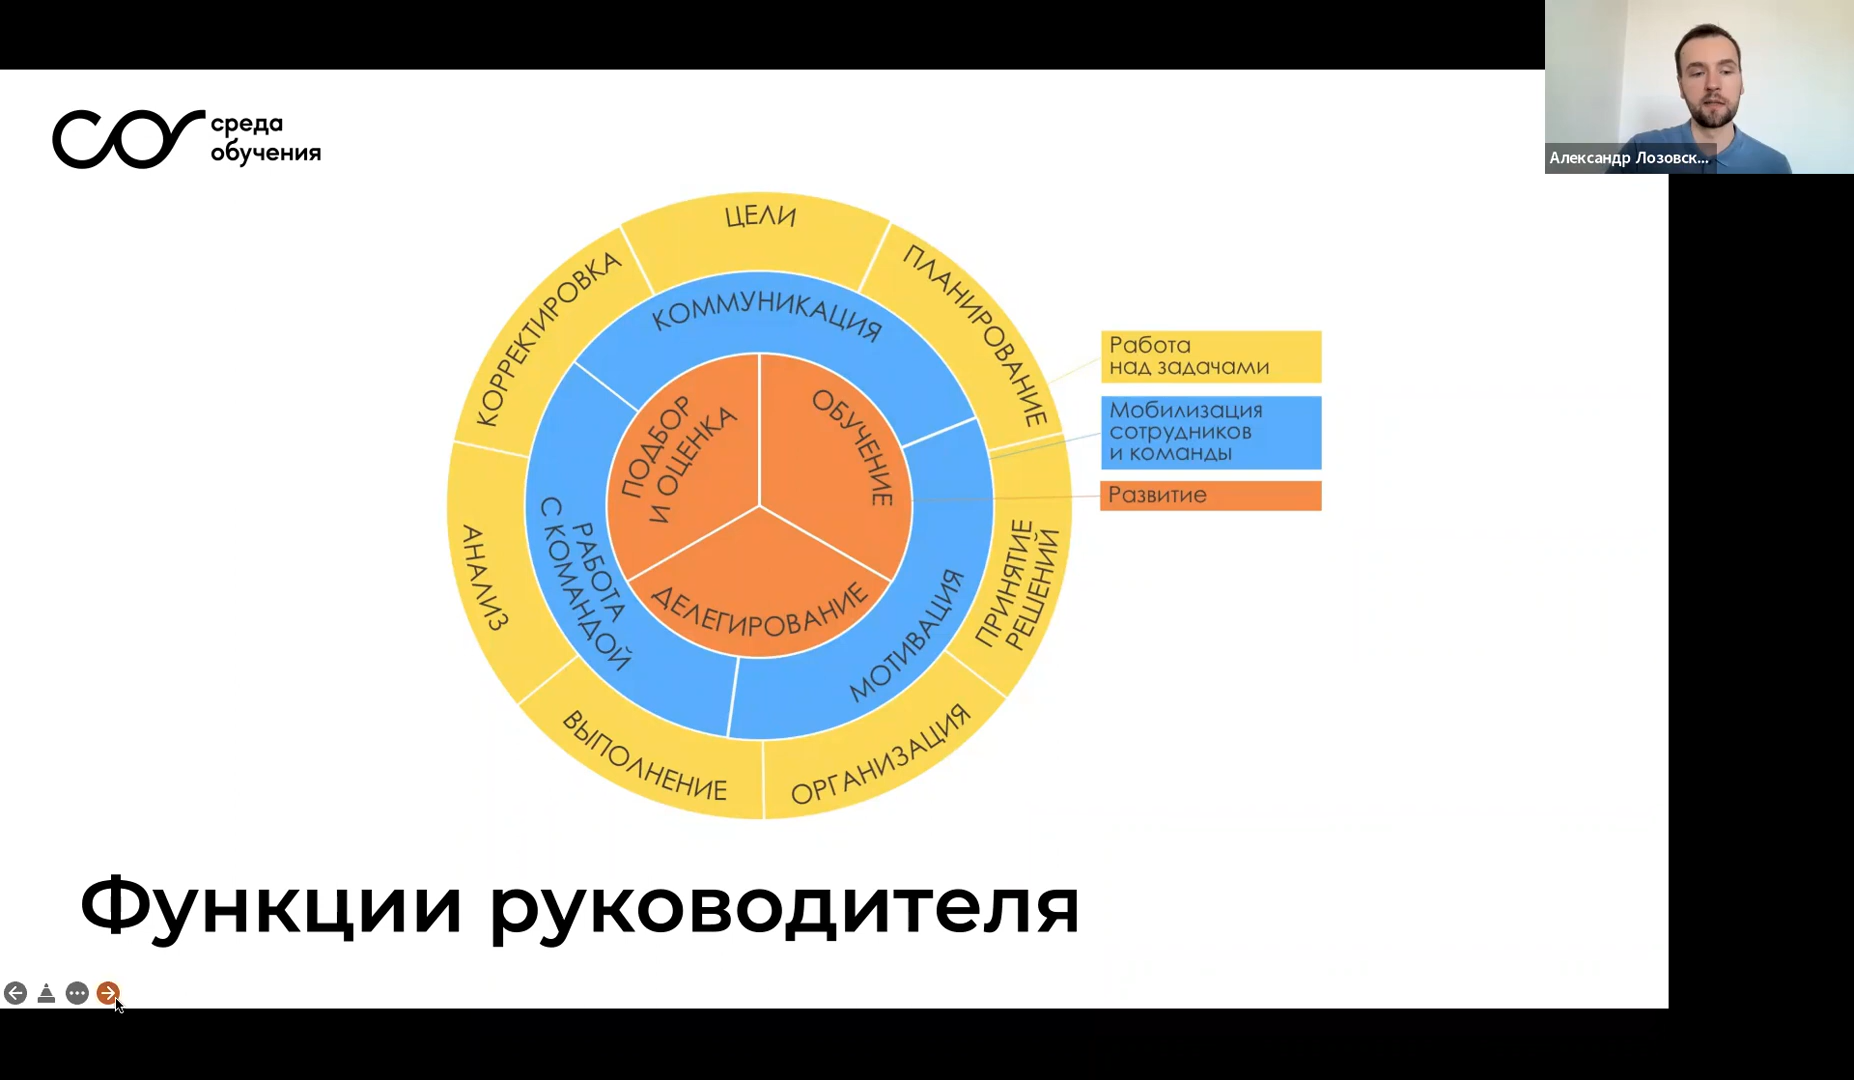 среда
обучения
Александр Лозовск...
ЦЕЛИ
ПЛАНИРОВАНИЕ
ПРИНЯТИЕ
РЕШЕНИЙ
ОРГАНИЗАЦИЯ
ВЫПОЛНЕНИЕ
АНАЛИЗ
КОРРЕКТИРОВКА
КОММУНИКАЦИЯ
МОТИВАЦИЯ
РАБОТА
С КОМАНДОЙ
ПОДБОР
И ОЦЕНКА
ОБУЧЕНИЕ
ДЕЛЕГИРОВАНИЕ
Работа
над задачами
Мобилизация
сотрудников
и команды
Развитие
Функции руководителя